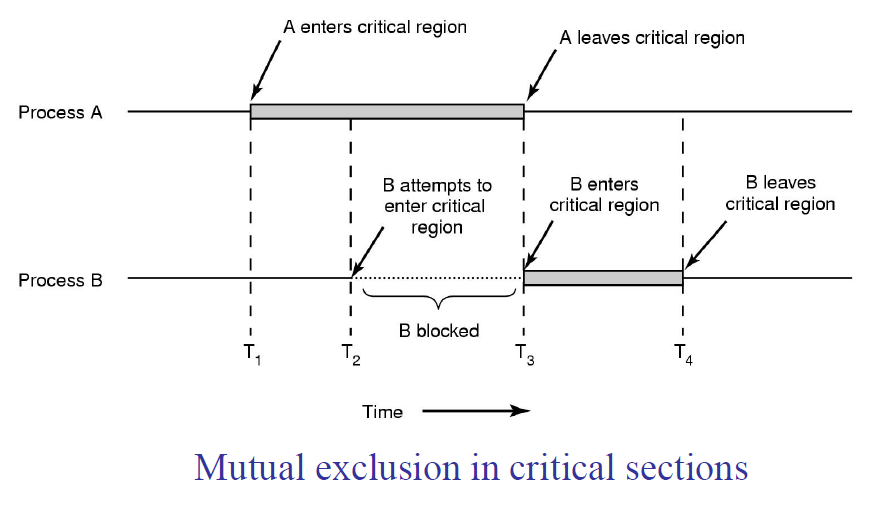 A enters critical region
A leaves critical region
Process A
B attempts to
enter critical
region
B enters
critical region
B leaves
critical region
Process B
B blocked
T1
T2
T3
T4
Time
Mutual exclusion in critical sections